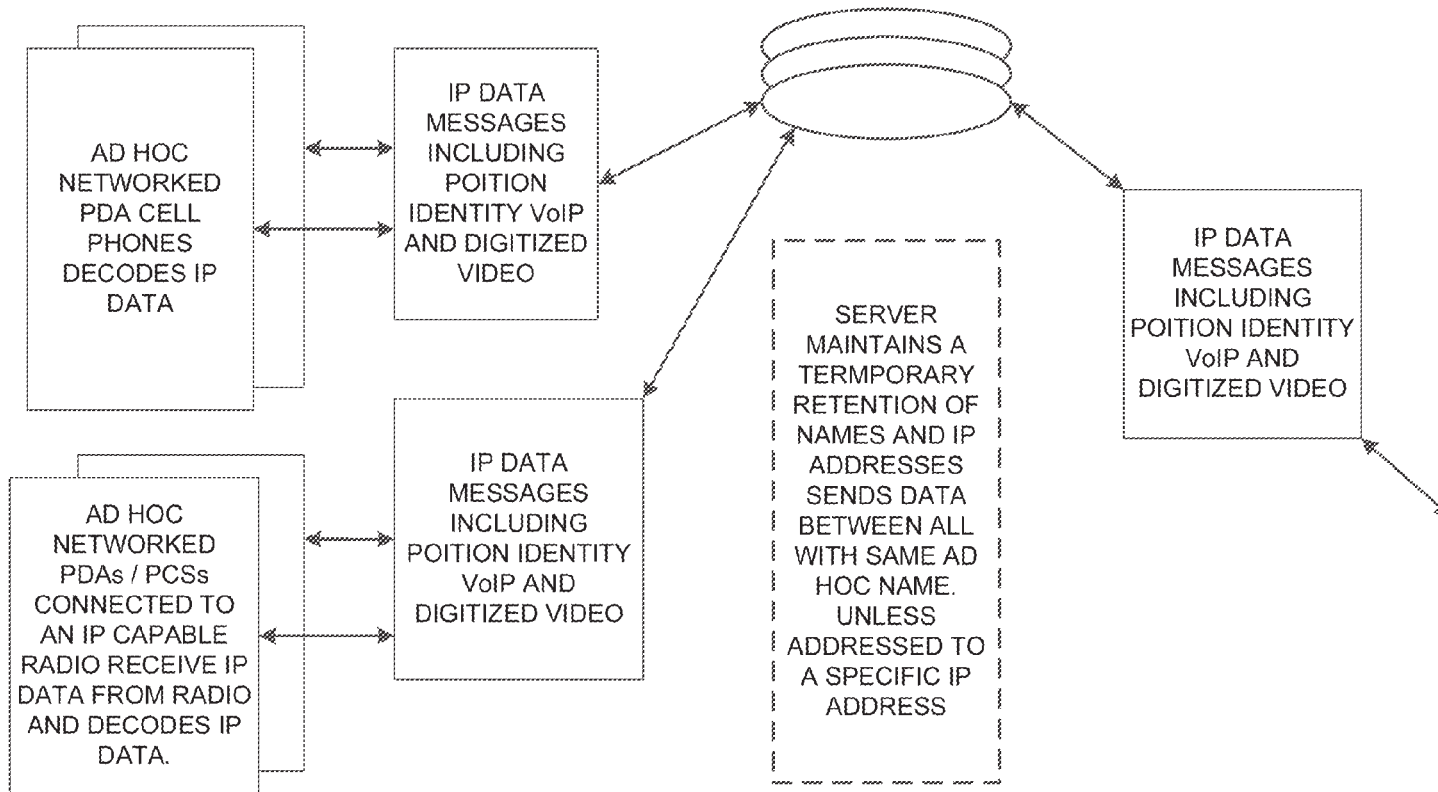 AD HOC
NETWORKED
PDA CELL
PHONES
DECODES IP
DATA
IP DATA
MESSAGES
INCLUDING
POITION
IDENTITY VoIP
AND DIGITIZED
VIDEO
AD HOC
NETWORKED
PDAs / PCSs
CONNECTED TO
AN IP CAPABLE
RADIO RECEIVE IP
DATA FROM RADIO
AND DECODES IP
DATA.
IP DATA
MESSAGES
INCLUDING
POITION IDENTITY
VoIP AND
DIGITIZED VIDEO
SERVER
MAINTAINS A
TERMPORARY
RETENTION OF
NAMES AND IP
ADDRESSES
SENDS DATA
BETWEEN ALL
WITH SAME AD
HOC NAME.
UNLESS
ADDRESSED TO
A SPECIFIC IP
ADDRESS
IP DATA
MESSAGES
INCLUDING
POITION IDENTITY
VoIP AND
DIGITIZED VIDEO